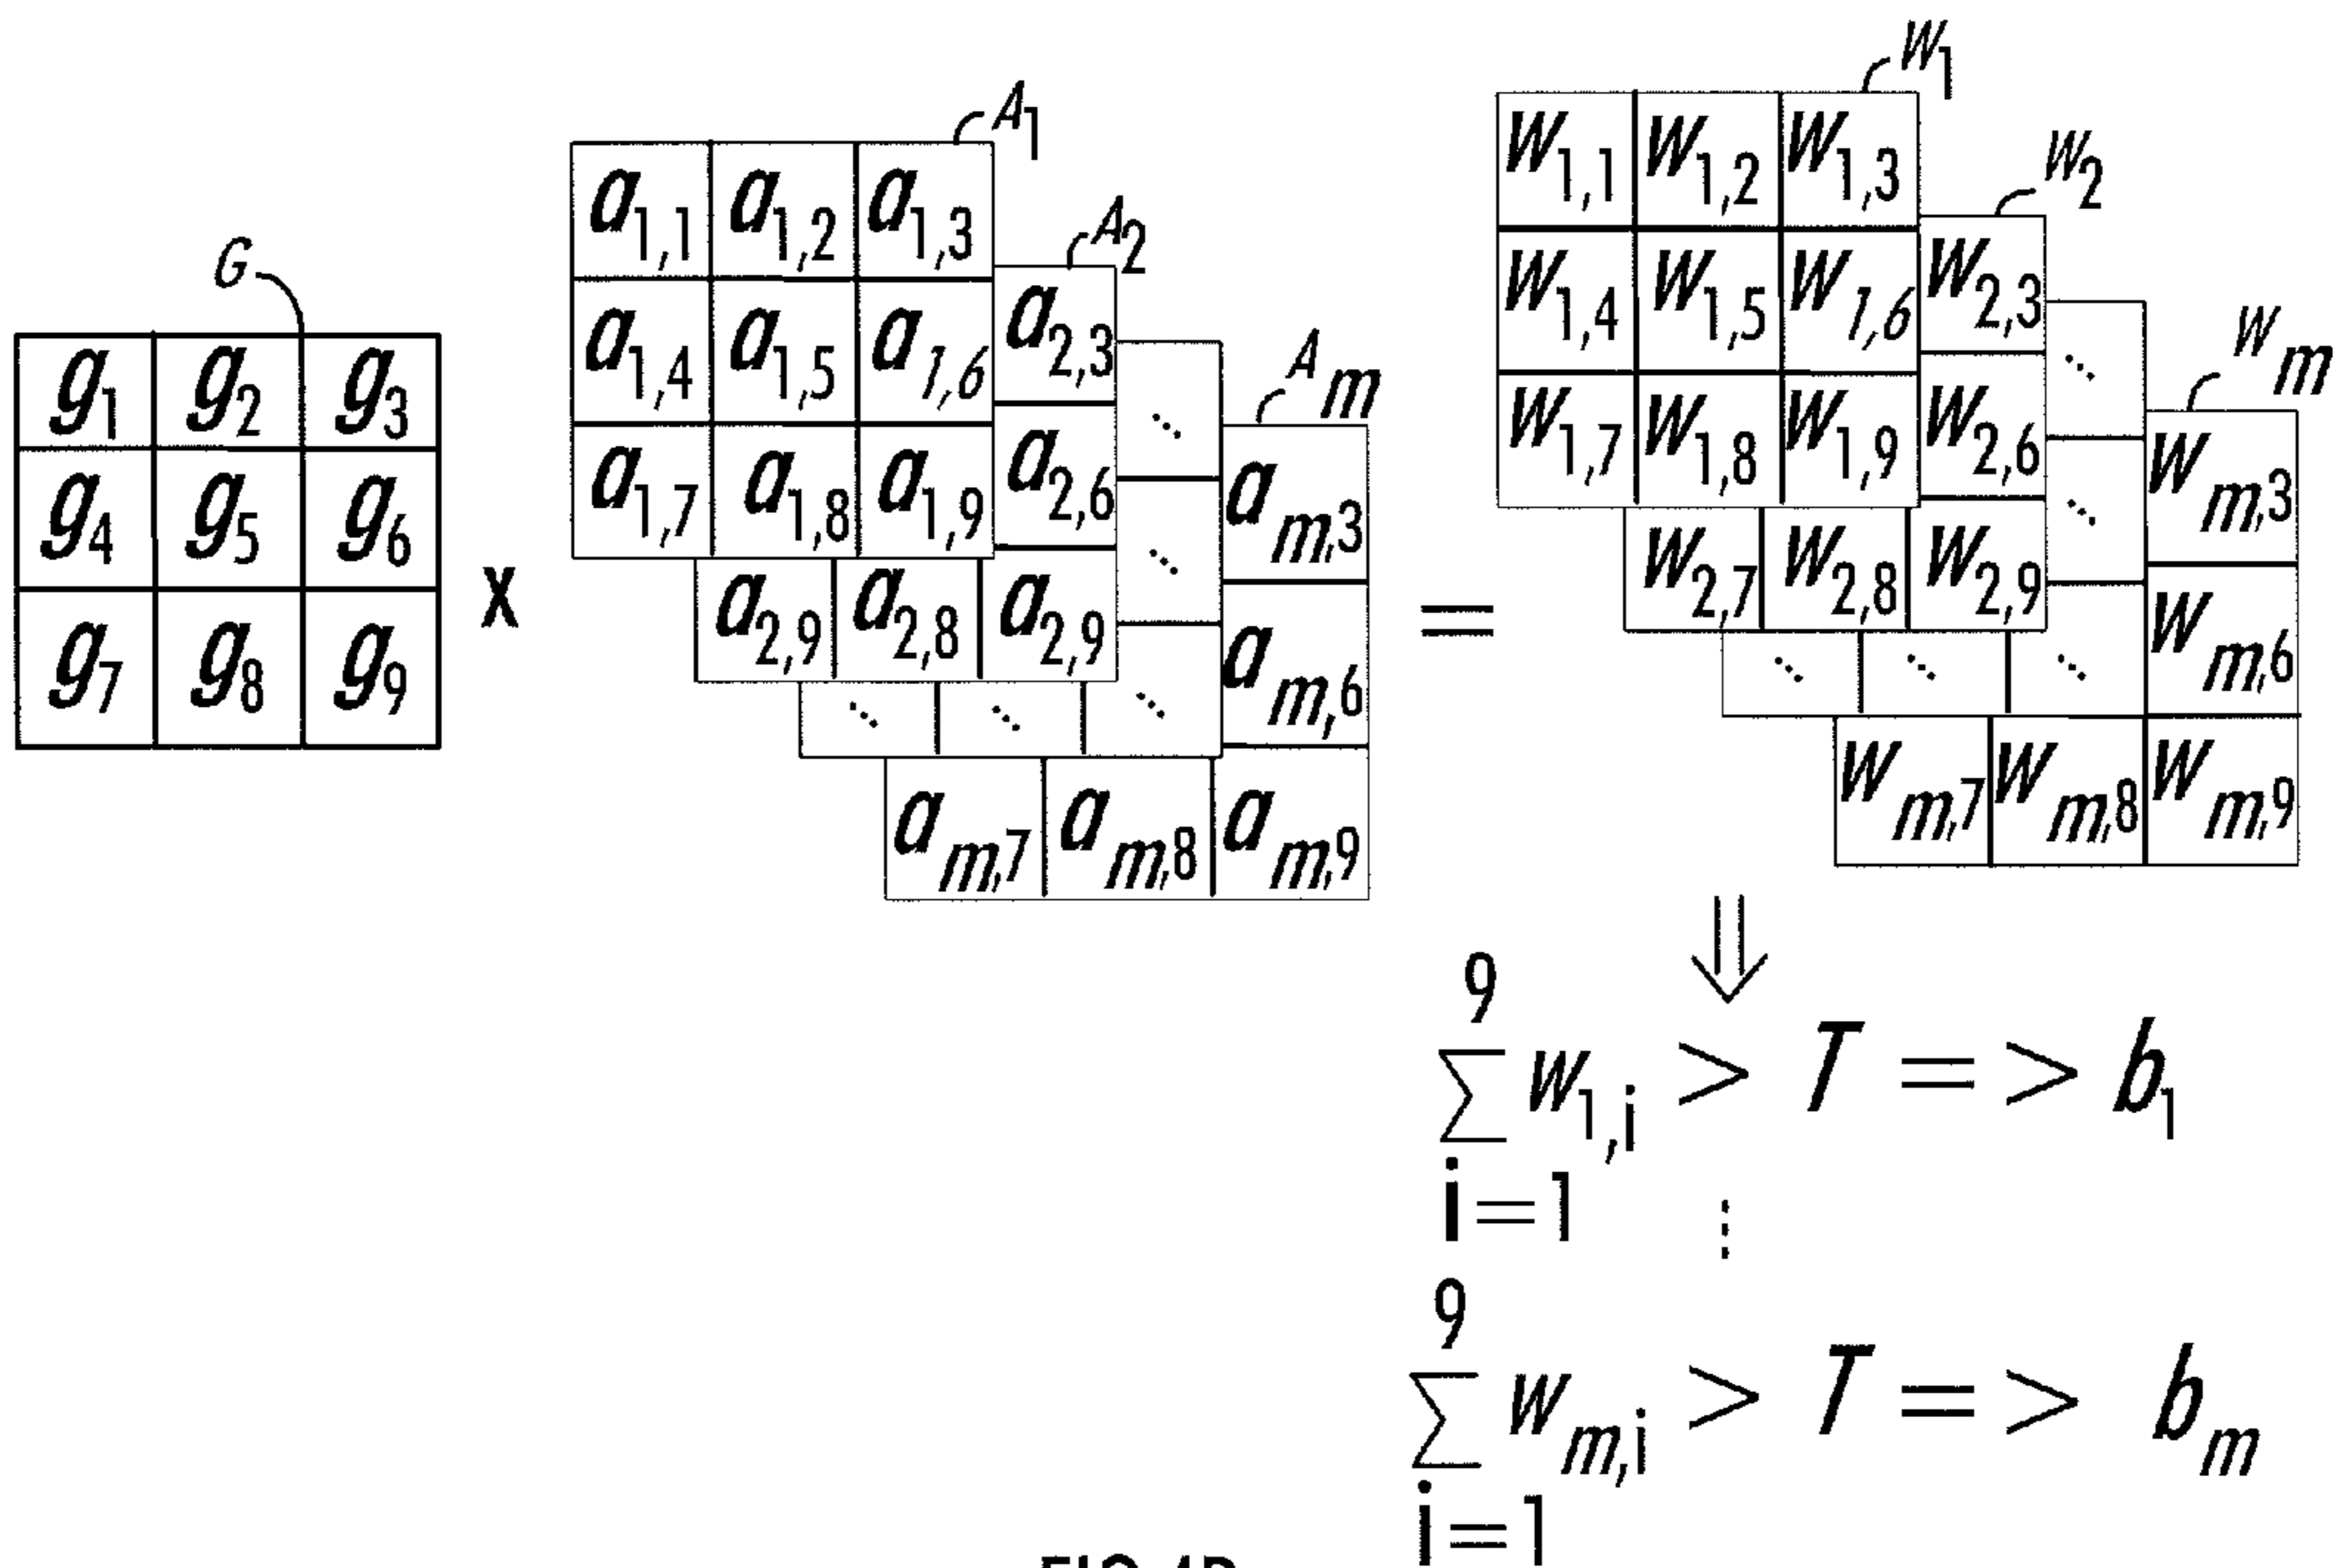 G
g1 g2 g3
g4 g5 g6
g7 g8 g9
x
A1
a1,1 a1,2 a1,3
a1,4 a1,5 a1,6
a1,7 a1,8 a1,9
A2
a2,3
a2,6
a2,9 a2,8 a2,9
⋱
⋱
⋱ ⋱ ⋱
Am
am,3
am,6
am,7 am,8 am,9
=
W1
W1,1 W1,2 W1,3
W1,4 W1,5 W1,6
W1,7 W1,8 W1,9
W2
W2,3
W2,6
W2,7 W2,8 W2,9
⋱
⋱
⋱ ⋱ ⋱
Wm
Wm,3
Wm,6
Wm,7 Wm,8 Wm,9
⇓
9
∑ w1,i > T = > b1
i=1
⋮
9
∑ wm,i > T = > bm
i=1